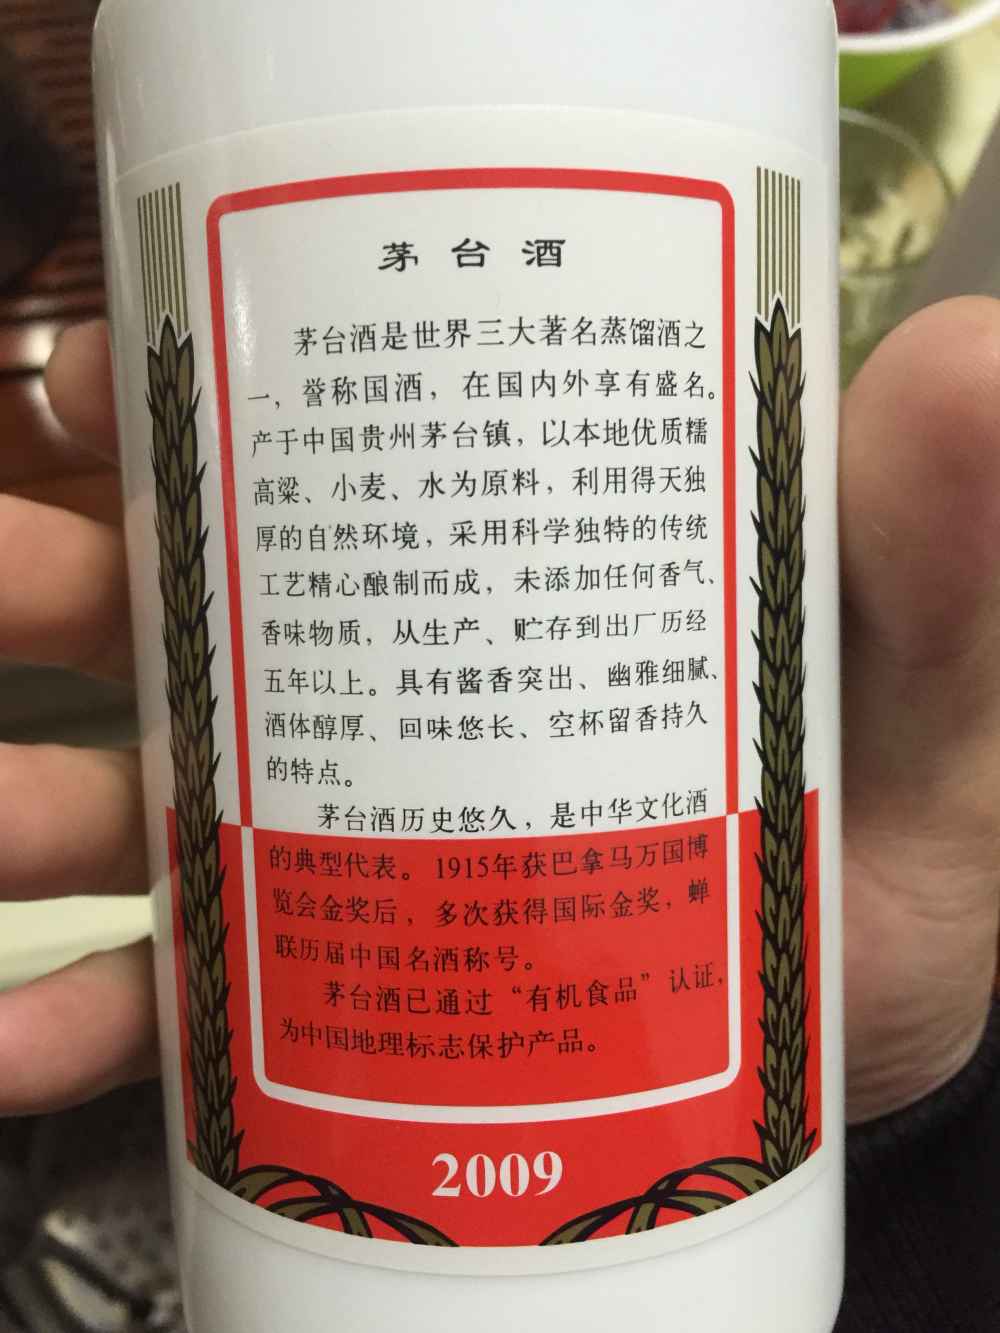 茅台酒
茅台酒是世界三大著名蒸馏酒之
一，誉称国酒，在国内外享有盛名。
产于中国贵州茅台镇，以本地优质糯
高粱、小麦、水为原料，利用得天独
厚的自然环境，采用科学独特的传统
工艺精心酿制而成，未添加任何香气、
香味物质，从生产、贮存到出厂历经
五年以上。具有酱香突出、幽雅细腻、
酒体醇厚、回味悠长、空杯留香持久
的特点。
茅台酒历史悠久，是中华文化酒
的典型代表。1915年获巴拿马万国博
览会金奖后，多次获得国际金奖，蝉
联历届中国名酒称号。
茅台酒已通过“有机食品”认证，
为中国地理标志保护产品。
2009